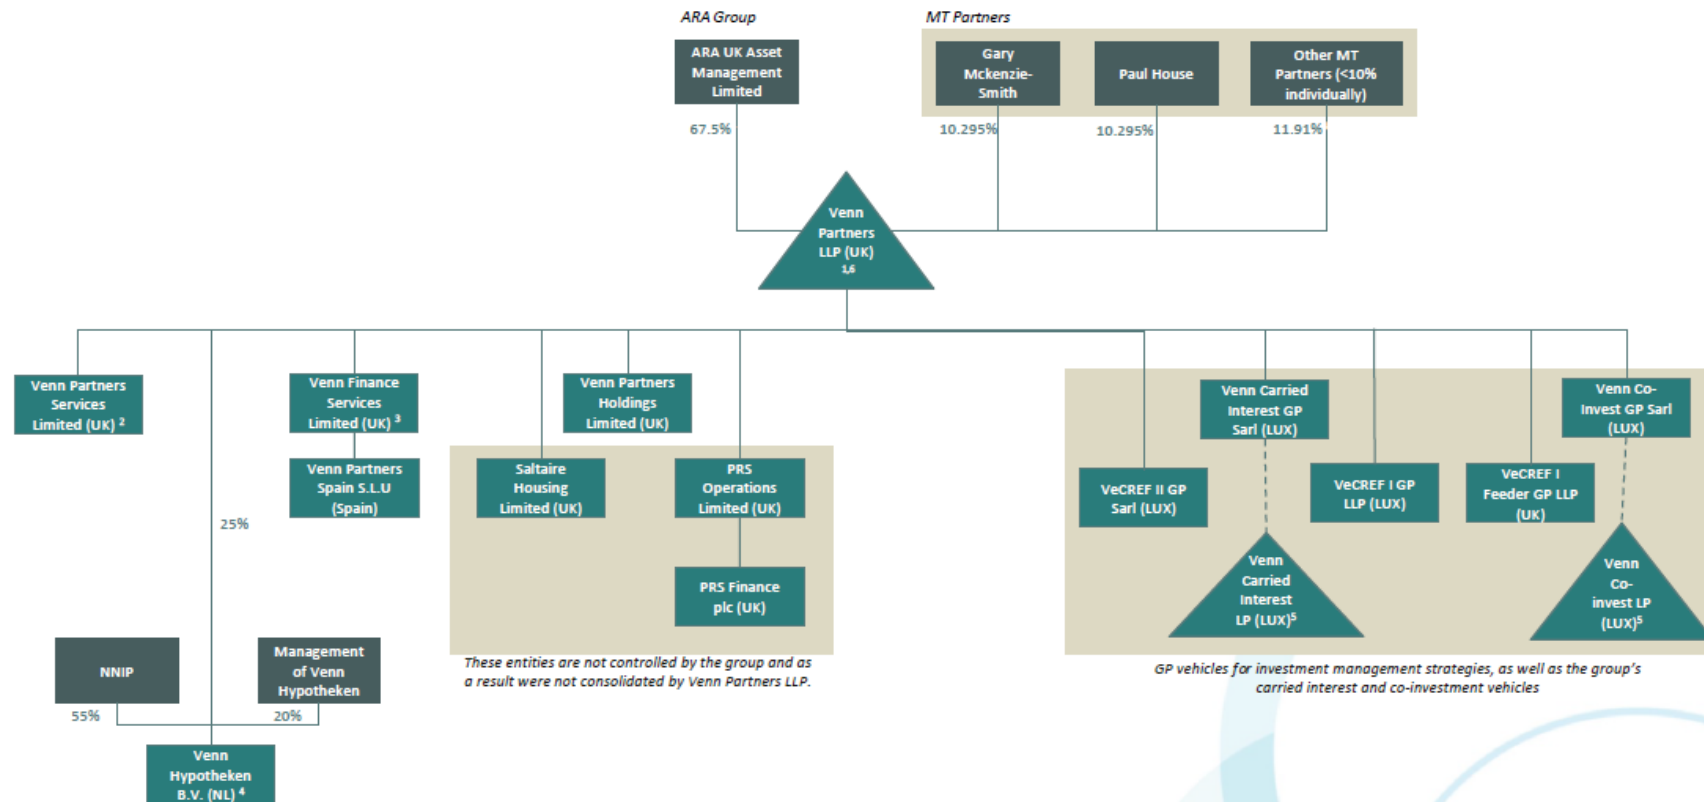 ARA Group
MT Partners
ARA UK Asset
Management
Limited
Gary
Mckenzie-
Smith
Paul House
Other MT
Partners (<10%
individually)
67.5%
10.295%
10.295%
11.91%
Venn
Partners
LLP (UK)
1,6
Venn Partners
Services
Limited (UK) 2
Venn Finance
Services
Limited (UK) 3
Venn Partners
Holdings
Limited (UK)
Venn Carried
Interest GP
Sarl (LUX)
Venn Co-
Invest GP Sarl
(LUX)
Venn Partners
Spain S.L.U
(Spain)
Saltaire
Housing
Limited (UK)
PRS
Operations
Limited (UK)
VeCREF II GP
Sarl (LUX)
VeCREF I GP
LLP (LUX)
VeCREF I
Feeder GP LLP
(UK)
25%
PRS Finance
plc (UK)
Venn
Carried
Interest
LP (LUX)5
Venn
Co-
invest LP
(LUX)5
NNIP
Management
of Venn
Hypotheken
These entities are not controlled by the group and as
a result were not consolidated by Venn Partners LLP.
GP vehicles for investment management strategies, as well as the group's
carried interest and co-investment vehicles
55%
20%
Venn
Hypotheken
B.V. (NL) 4